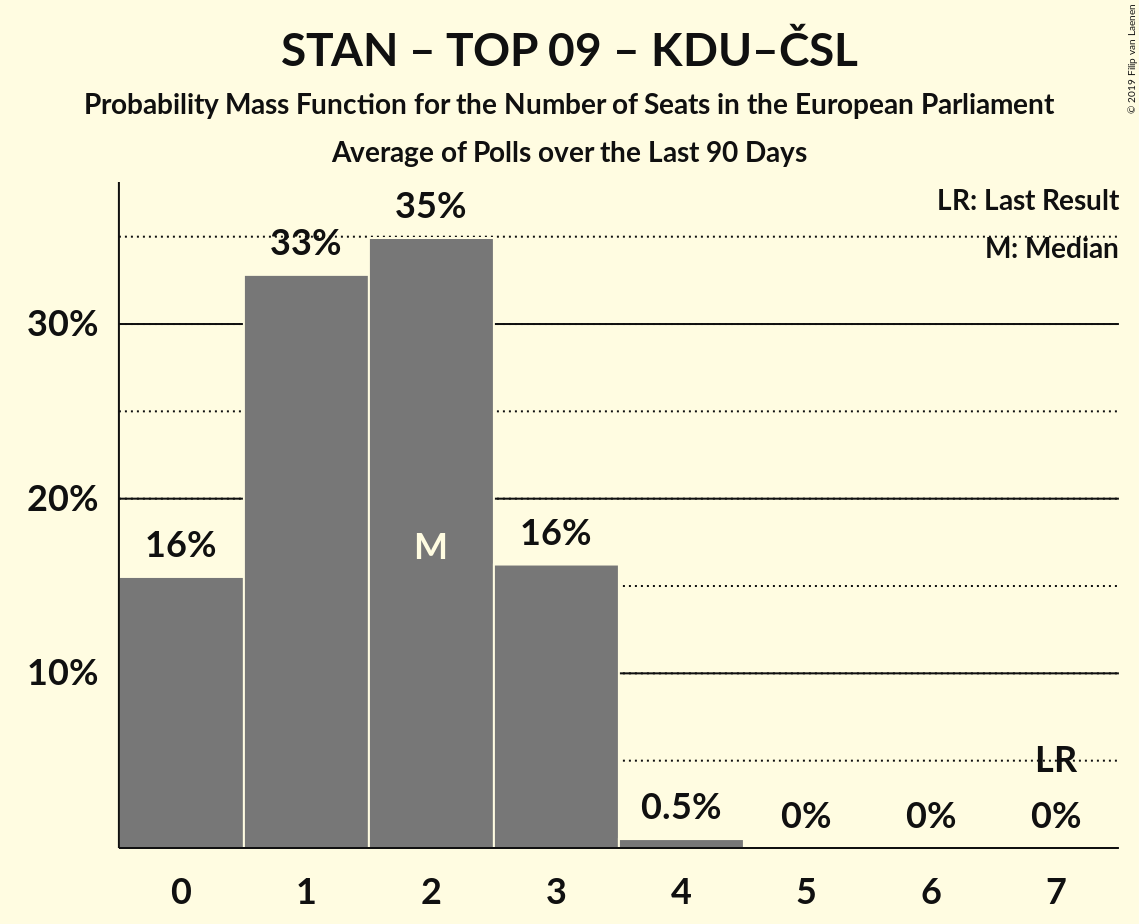 STAN – TOP 09 – KDU–ČSL
Probability Mass Function for the Number of Seats in the European Parliament
Average of Polls over the Last 90 Days
© 2019 Filip van Laenen
LR: Last Result
M: Median
35%
33%
30%
20%
16%
M
16%
10%
LR
0.5%
0%
0%
0%
0 1 2 3 4 5 6 7